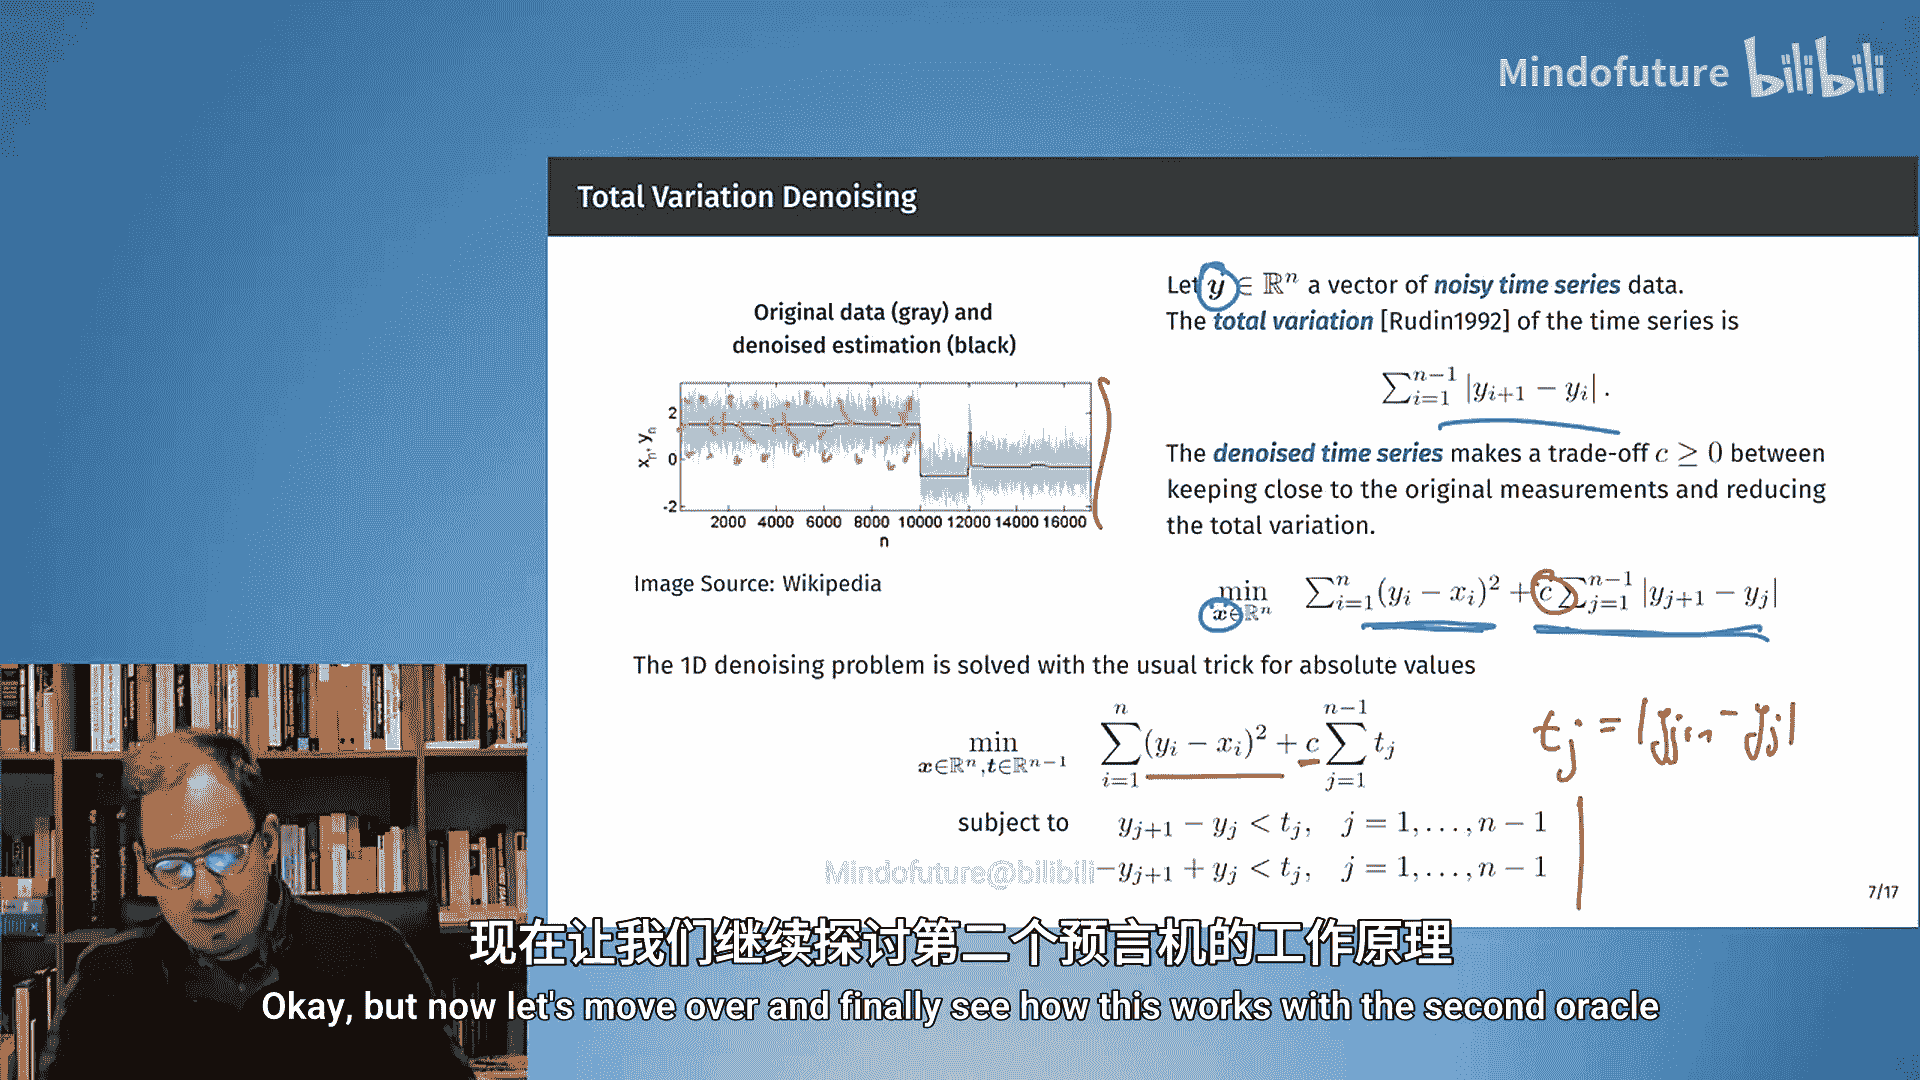 Mindofuture bilibili
Total Variation Denoising
Original data (gray) and
denoised estimation (black)
2
0
-2
xₙ, yₙ
2000 4000 6000 8000 10000 12000 14000 16000
n
Image Source: Wikipedia
Let y ∈ ℝⁿ a vector of noisy time series data.
The total variation [Rudin1992] of the time series is
∑ᵢ₌₁ⁿ⁻¹ |yᵢ₊₁ − yᵢ| .
The denoised time series makes a trade-off c ≥ 0 between
keeping close to the original measurements and reducing
the total variation.
min x∈ℝⁿ ∑ᵢ₌₁ⁿ(yᵢ − xᵢ)² + c ∑ⱼ₌₁ⁿ⁻¹ |yⱼ₊₁ − yⱼ|
The 1D denoising problem is solved with the usual trick for absolute values
min x∈ℝⁿ,t∈ℝⁿ⁻¹ ∑ᵢ₌₁ⁿ(yᵢ − xᵢ)² + c ∑ⱼ₌₁ⁿ⁻¹ tⱼ
tⱼ = |yⱼ₊₁ − yⱼ|
subject to yⱼ₊₁ − yⱼ < tⱼ, j = 1, . . . , n − 1
−yⱼ₊₁ + yⱼ < tⱼ, j = 1, . . . , n − 1
Mindofuture@bilibili
7/17
现在让我们继续探讨第二个预言机的工作原理
Okay, but now let's move over and finally see how this works with the second oracle